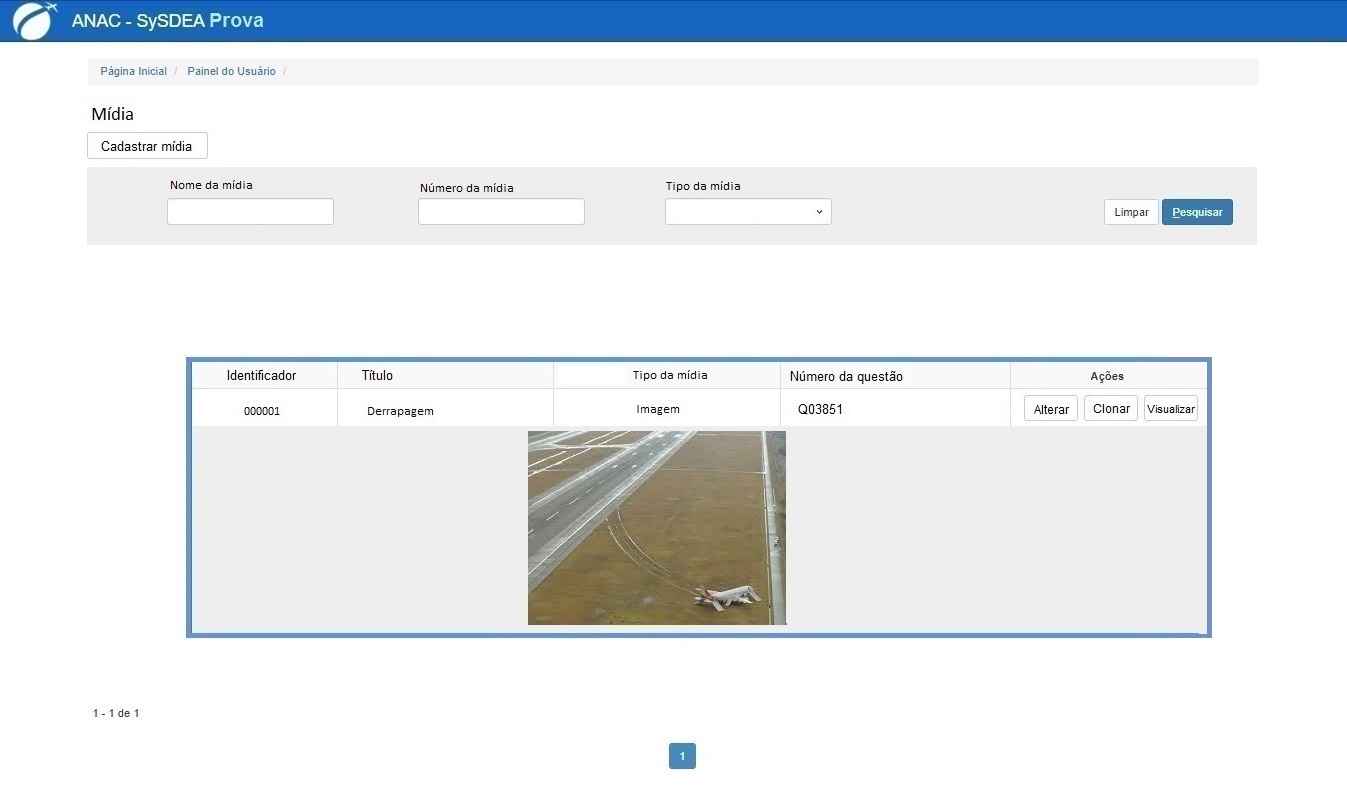 ANAC - SySDEA Prova
Página Inicial / Painel do Usuário /
Mídia
Cadastrar mídia
Nome da mídia Número da mídia Tipo da mídia
Limpar Pesquisar
Identificador Título Tipo da mídia Número da questão Ações
000001 Derrapagem Imagem Q03851 Alterar Clonar Visualizar
1 - 1 de 1
1